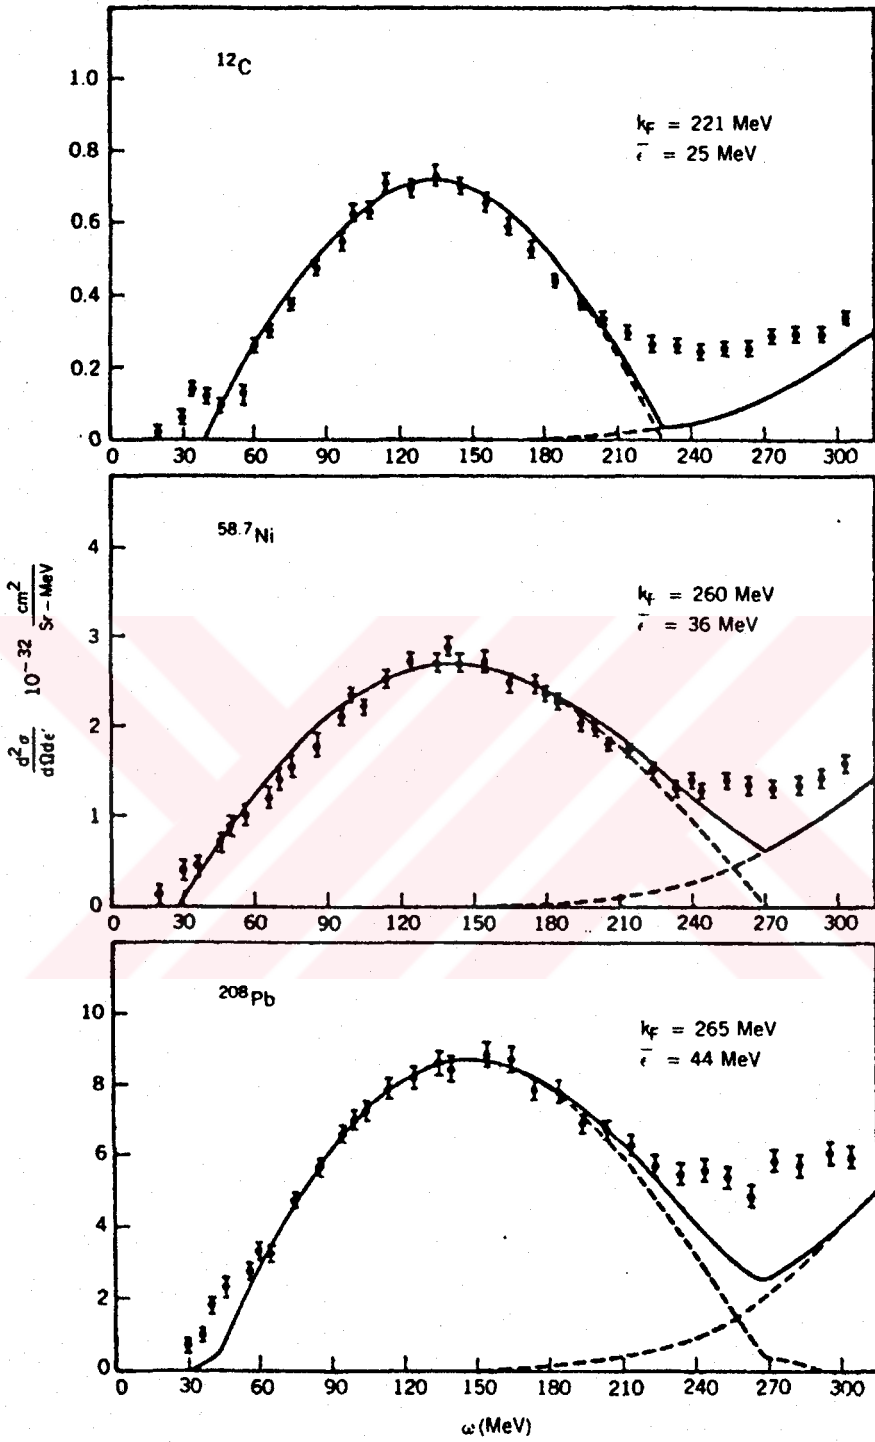 12C
kF = 221 MeV
ϵ̄ = 25 MeV
1.0
0.8
0.6
0.4
0.2
0
0 30 60 90 120 150 180 210 240 270 300
58.7Ni
kF = 260 MeV
ϵ̄ = 36 MeV
4
3
2
1
0
0 30 60 90 120 150 180 210 240 270 300
d²σ/dΩdϵ′ 10⁻³² cm²/Sr-MeV
208Pb
kF = 265 MeV
ϵ̄ = 44 MeV
10
8
6
4
2
0
0 30 60 90 120 150 180 210 240 270 300
ω(MeV)